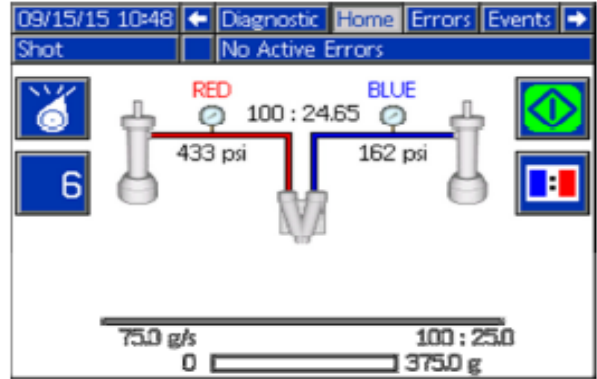 09/15/15 10:48 Diagnostic Home Errors Events
Shot No Active Errors
RED BLUE
100 : 24.65
433 psi 162 psi
6
75.0 g/s 100 : 25.0
0 375.0 g